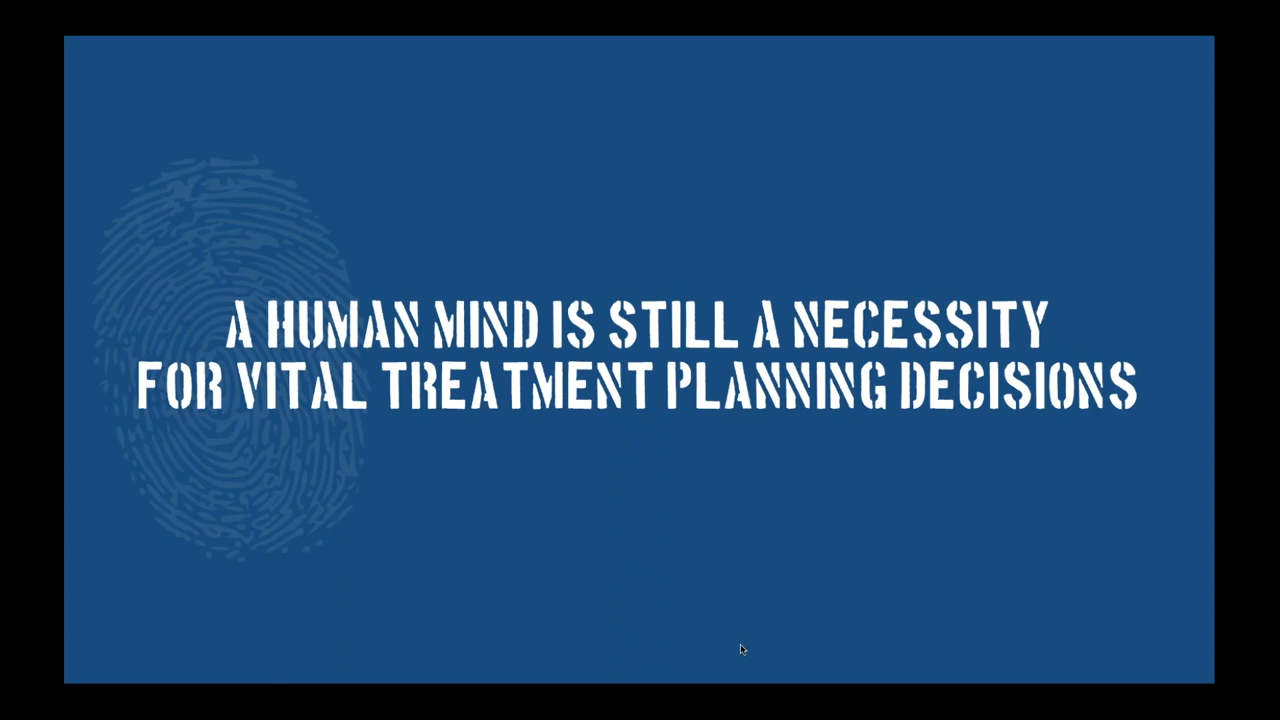 A HUMAN MIND IS STILL A NECESSITY
FOR VITAL TREATMENT PLANNING DECISIONS